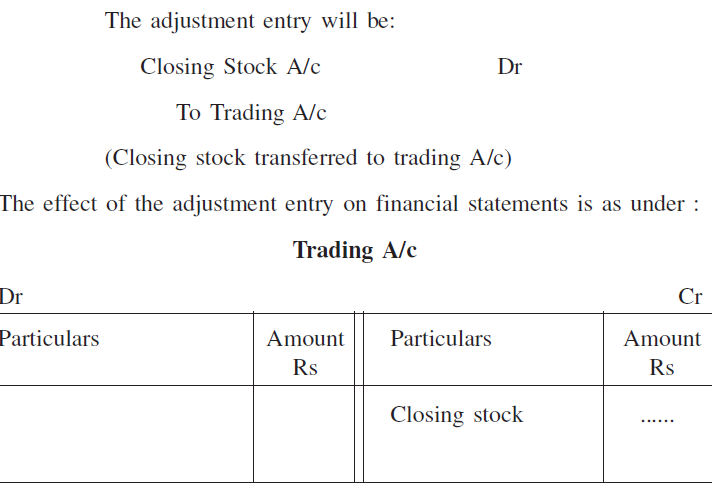 The adjustment entry will be:
Closing Stock A/c Dr
To Trading A/c
(Closing stock transferred to trading A/c)
The effect of the adjustment entry on financial statements is as under :
Trading A/c
Dr Cr
Particulars Amount Particulars Amount
Rs Rs
Closing stock ......